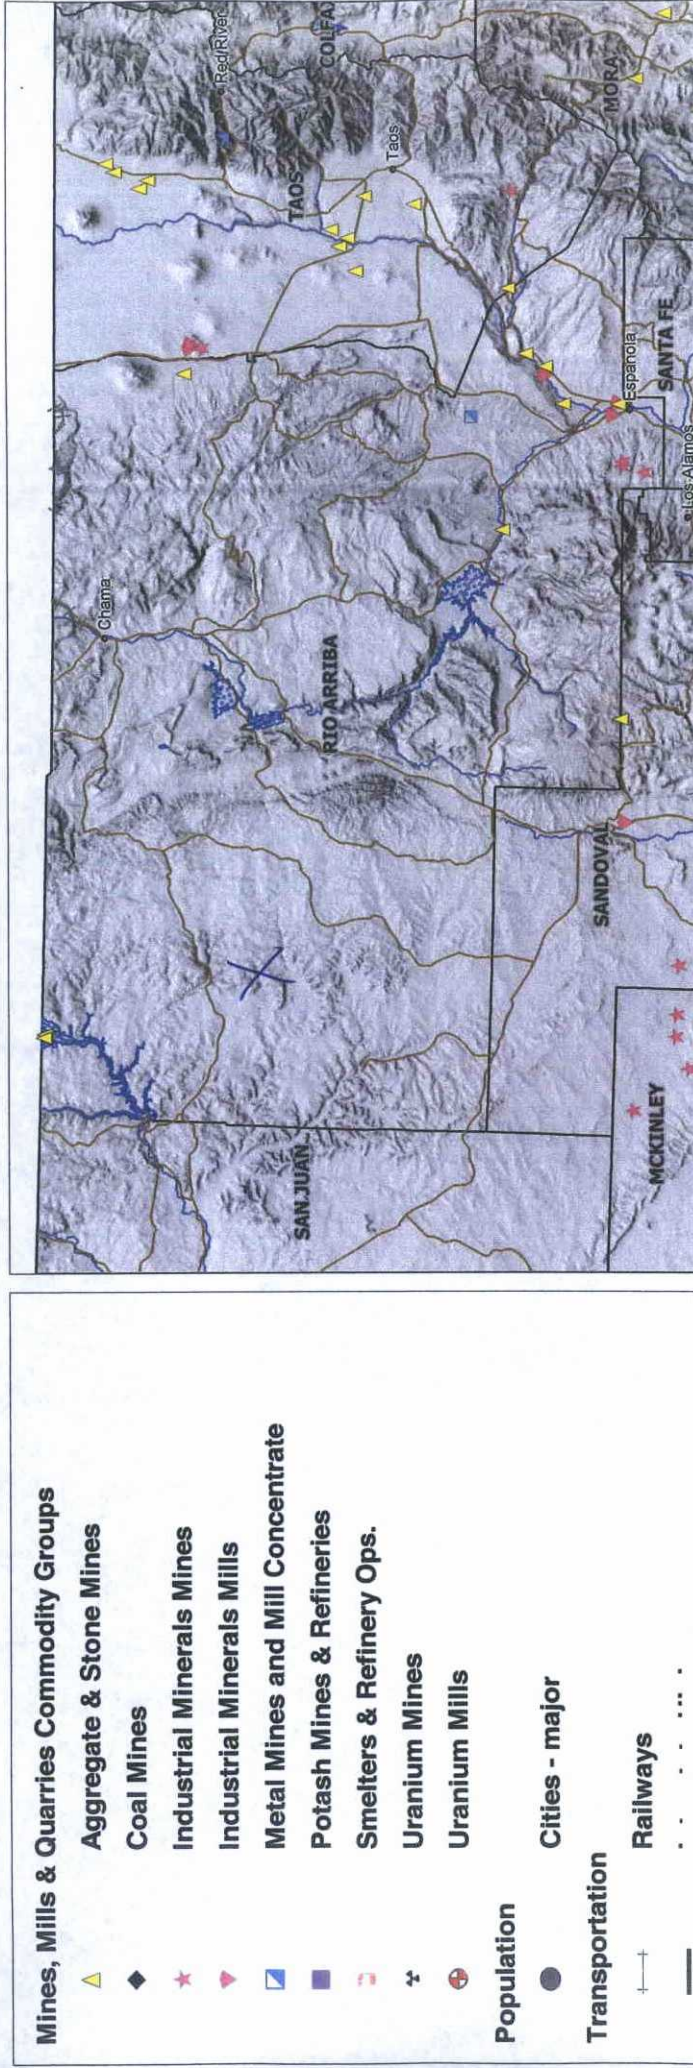 Mines, Mills & Quarries Commodity Groups
Aggregate & Stone Mines
Coal Mines
Industrial Minerals Mines
Industrial Minerals Mills
Metal Mines and Mill Concentrate
Potash Mines & Refineries
Smelters & Refinery Ops.
Uranium Mines
Uranium Mills
Population
Cities - major
Transportation
Railways
Chama
Red River
COLFAX
TAOS
Taos
MORA
RIO ARRIBA
SAN JUAN
SANDOVAL
MCKINLEY
Espanola
SANTA FE
Los Alamos